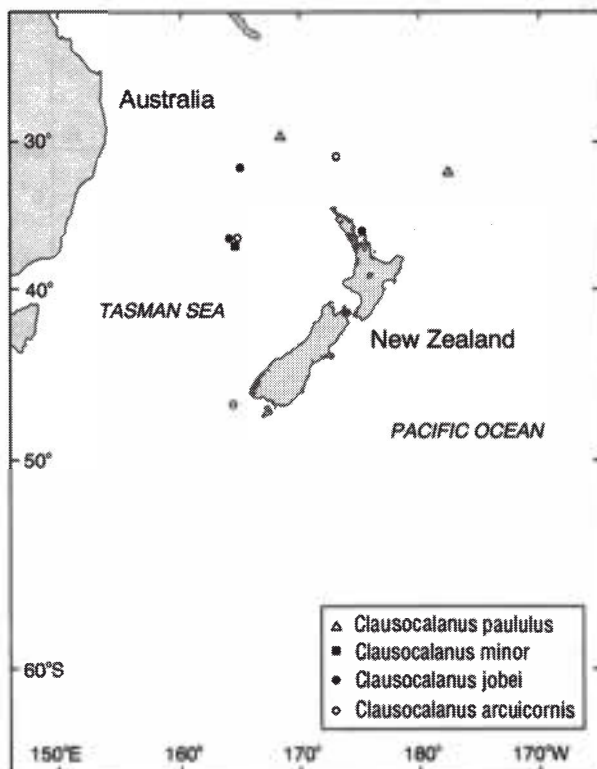 Australia
30°
40°
TASMAN SEA
New Zealand
PACIFIC OCEAN
50°
Clausocalanus paululus
Clausocalanus minor
Clausocalanus jobei
Clausocalanus arcuicornis
60°S
150°E 160° 170° 180° 170°W